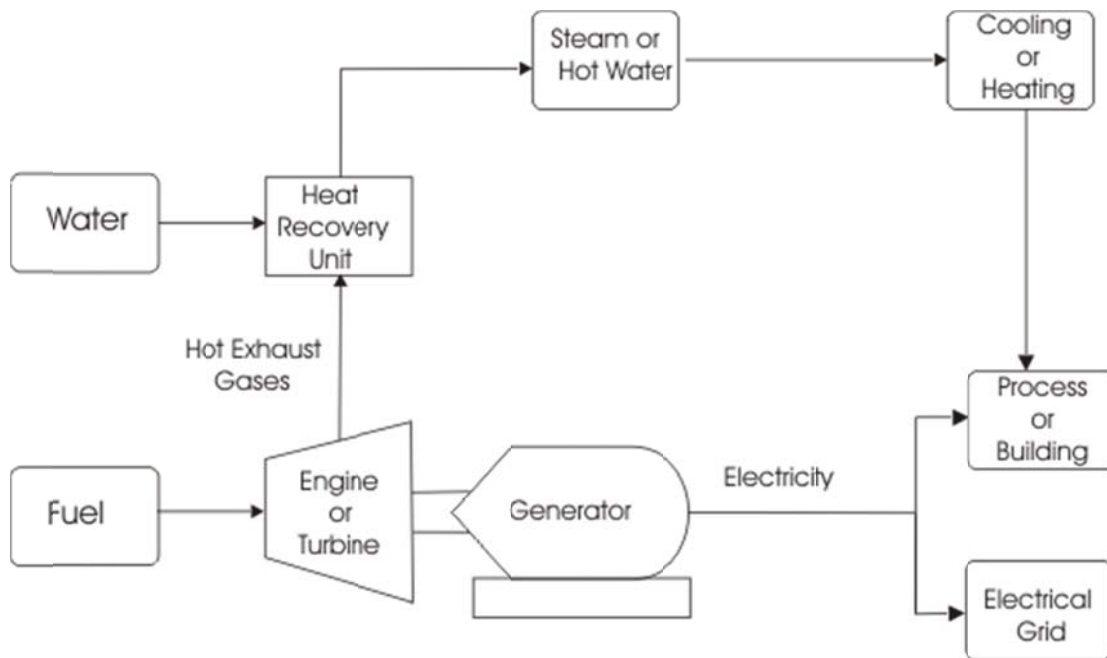 Steam or
Hot Water
Cooling
or
Heating
Water
Heat
Recovery
Unit
Hot Exhaust
Gases
Process
or
Building
Fuel
Engine
or
Turbine
Generator
Electricity
Electrical
Grid